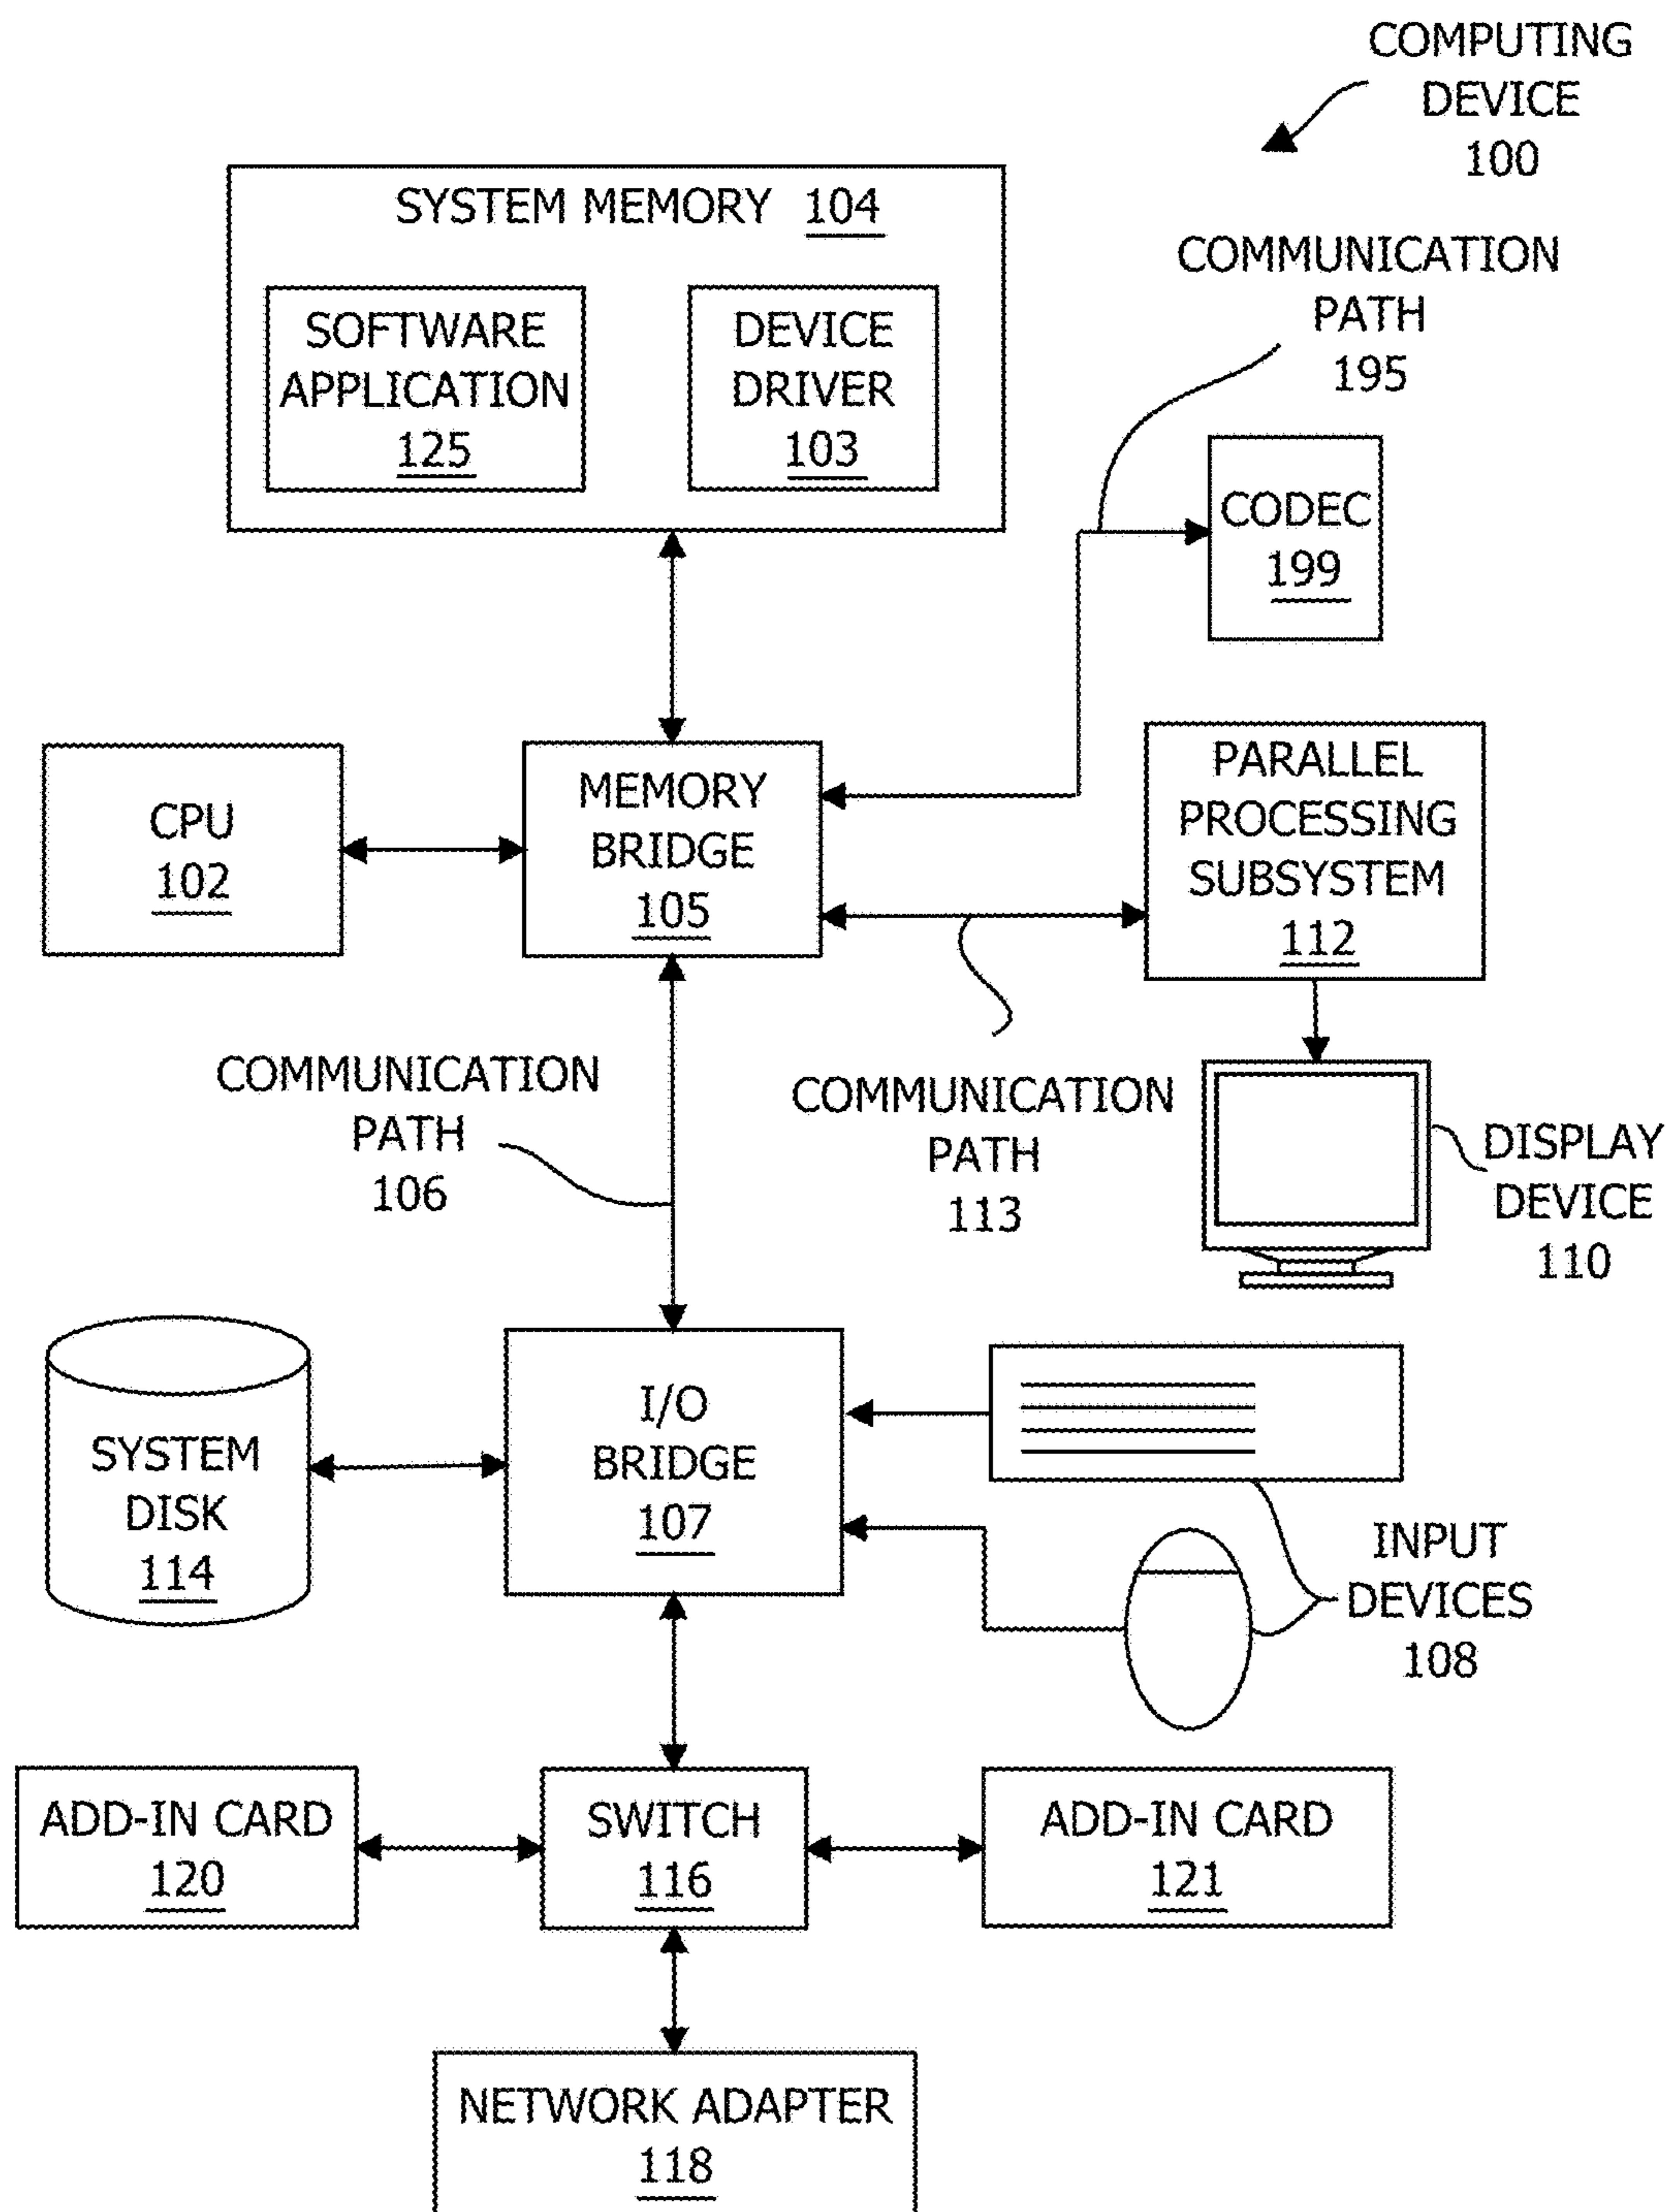 COMPUTING
DEVICE
100
SYSTEM MEMORY 104
SOFTWARE
APPLICATION
125
DEVICE
DRIVER
103
COMMUNICATION
PATH
195
CODEC
199
CPU
102
MEMORY
BRIDGE
105
PARALLEL
PROCESSING
SUBSYSTEM
112
COMMUNICATION
PATH
106
COMMUNICATION
PATH
113
DISPLAY
DEVICE
110
SYSTEM
DISK
114
I/O
BRIDGE
107
INPUT
DEVICES
108
ADD-IN CARD
120
SWITCH
116
ADD-IN CARD
121
NETWORK ADAPTER
118